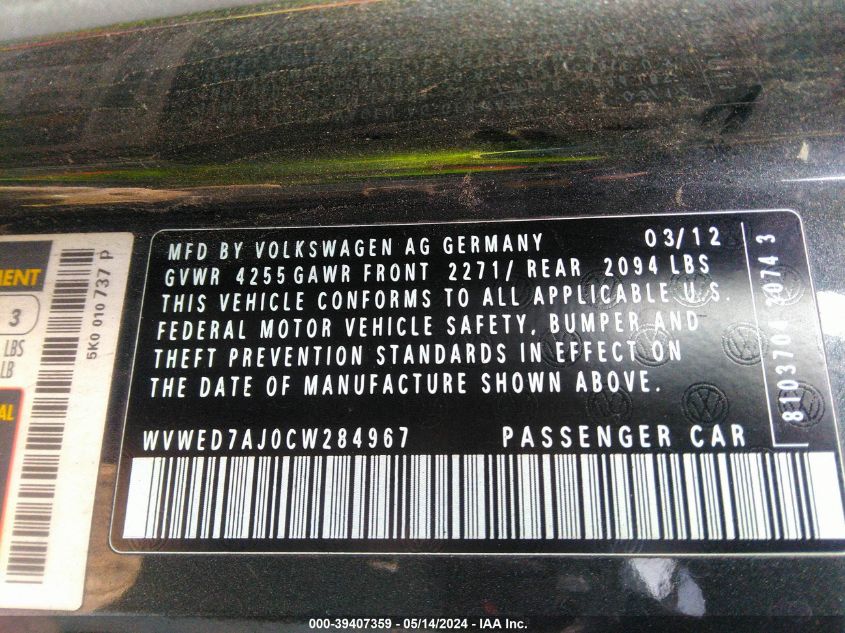 MFD BY VOLKSWAGEN AG GERMANY 03/12
GVWR 4255 GAWR FRONT 2271/ REAR 2094 LBS
THIS VEHICLE CONFORMS TO ALL APPLICABLE U.S.
FEDERAL MOTOR VEHICLE SAFETY, BUMPER AND
THEFT PREVENTION STANDARDS IN EFFECT ON
THE DATE OF MANUFACTURE SHOWN ABOVE.
WVWED7AJ0CW284967 PASSENGER CAR
3
LBS
LB
5K0 010 737 P
000-39407359 - 05/14/2024 - IAA Inc.